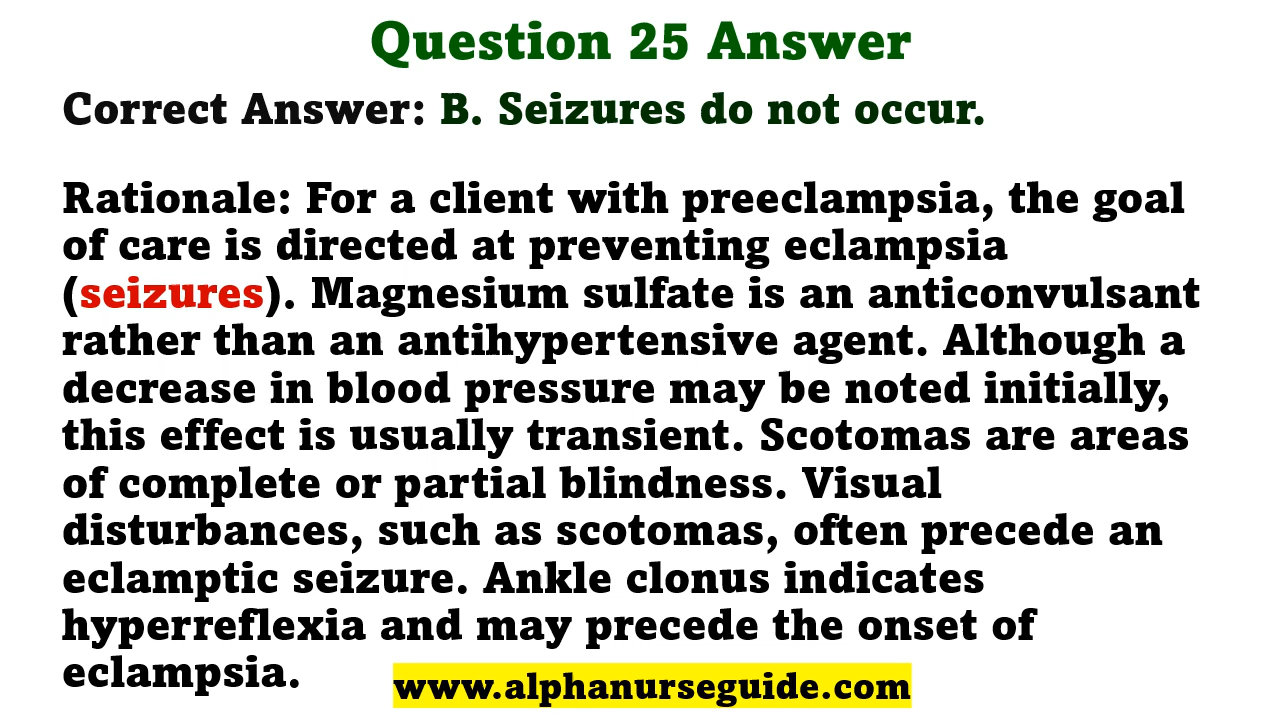 Question 25 Answer
Correct Answer: B. Seizures do not occur.
Rationale: For a client with preeclampsia, the goal
of care is directed at preventing eclampsia
(seizures). Magnesium sulfate is an anticonvulsant
rather than an antihypertensive agent. Although a
decrease in blood pressure may be noted initially,
this effect is usually transient. Scotomas are areas
of complete or partial blindness. Visual
disturbances, such as scotomas, often precede an
eclamptic seizure. Ankle clonus indicates
hyperreflexia and may precede the onset of
eclampsia.
www.alphanurseguide.com